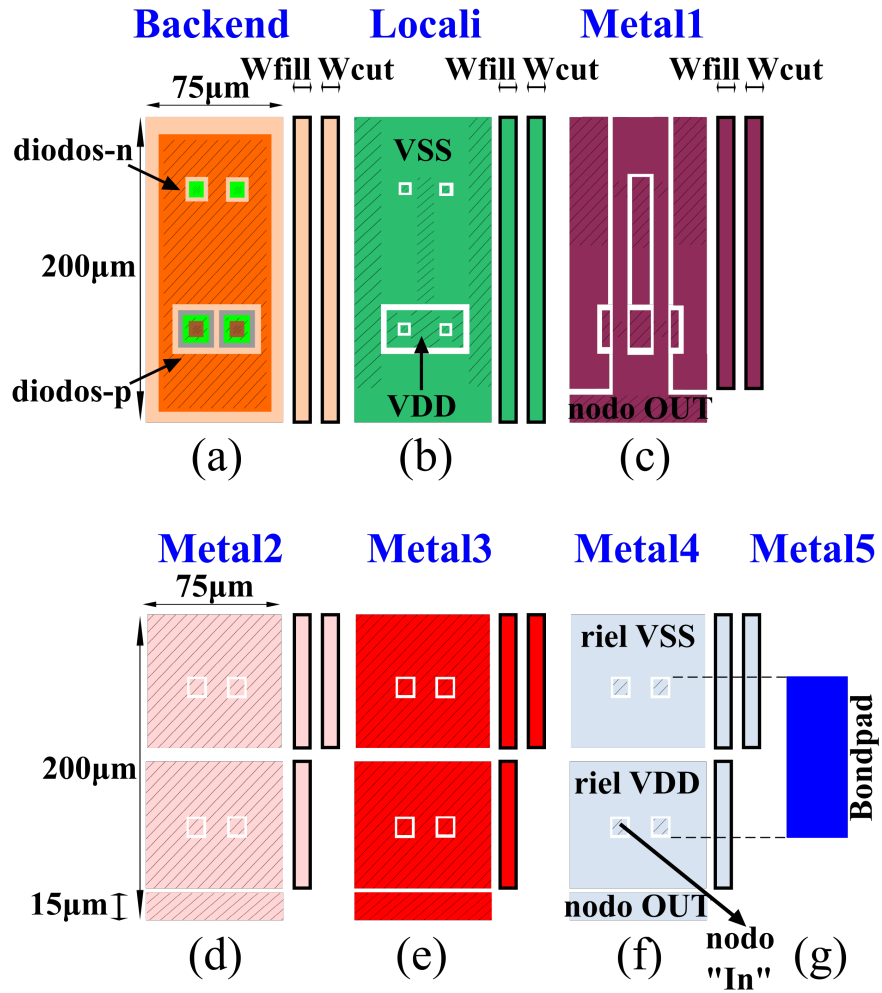 Backend
Locali
Metal1
Wfill Wcut
Wfill Wcut
Wfill Wcut
75µm
diodos-n
VSS
200µm
diodos-p
VDD
nodo OUT
(a)
(b)
(c)
Metal2
Metal3
Metal4
Metal5
75µm
riel VSS
200µm
riel VDD
Bondpad
15µm
nodo OUT
nodo
"In"
(d)
(e)
(f)
(g)